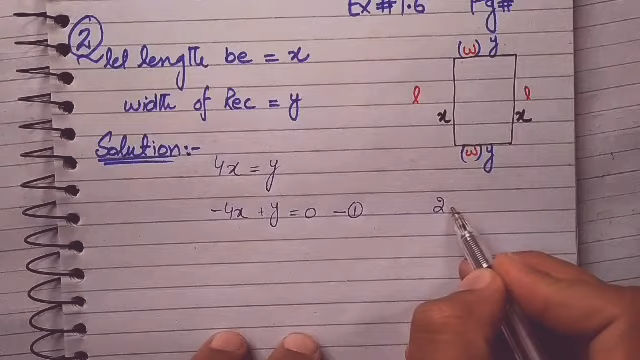 Ex # 1.6 Pg#
2 let length be = x
width of Rec = y
Solution:-
4x = y
-4x + y = 0 -①
2
(w) y
l
l
x
x
(w) y